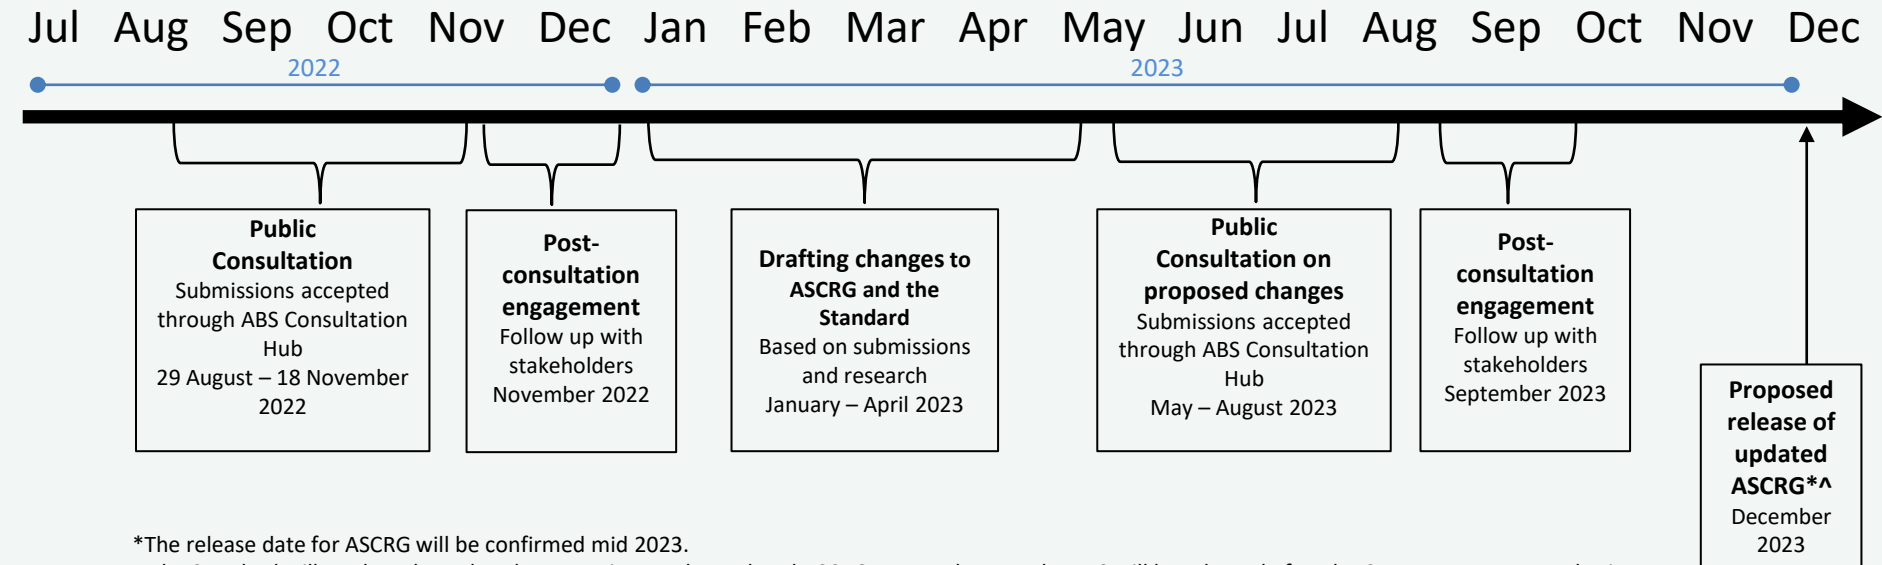 Jul Aug Sep Oct Nov Dec Jan Feb Mar Apr May Jun Jul Aug Sep Oct Nov Dec
2022 2023
Public
Consultation
Submissions accepted
through ABS Consultation
Hub
29 August – 18 November
2022
Post-
consultation
engagement
Follow up with
stakeholders
November 2022
Drafting changes to
ASCRG and the
Standard
Based on submissions
and research
January – April 2023
Public
Consultation on
proposed changes
Submissions accepted
through ABS Consultation
Hub
May – August 2023
Post-
consultation
engagement
Follow up with
stakeholders
September 2023
Proposed
release of
updated
ASCRG*^
December
2023
*The release date for ASCRG will be confirmed mid 2023.